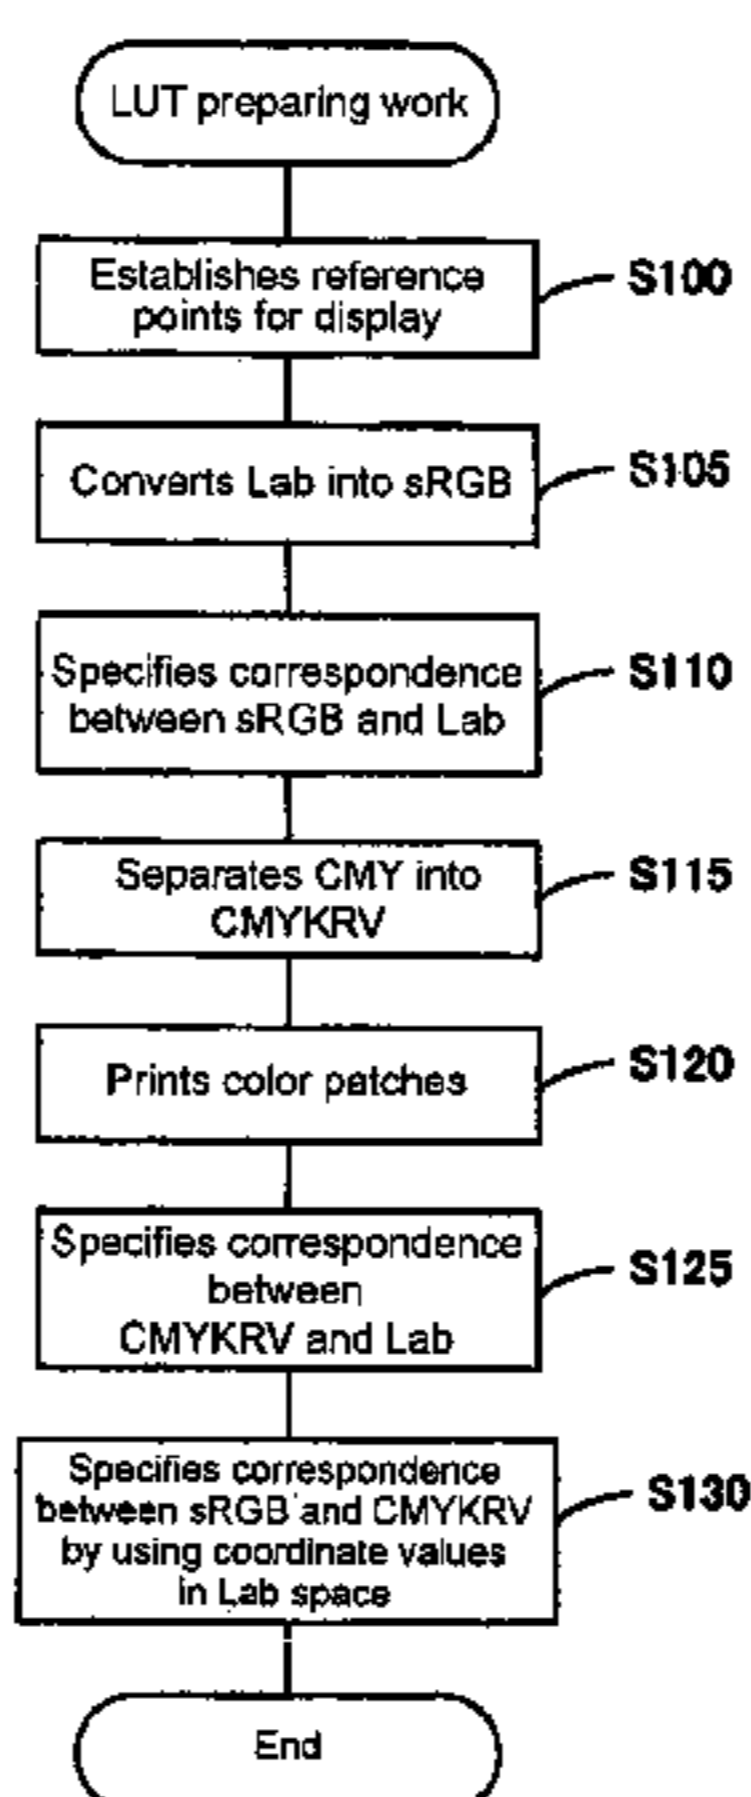 LUT preparing work
Establishes reference
points for display
S100
Converts Lab into sRGB
S105
Specifies correspondence
between sRGB and Lab
S110
Separates CMY into
CMYKRV
S115
Prints color patches
S120
Specifies correspondence
between
CMYKRV and Lab
S125
Specifies correspondence
between sRGB and CMYKRV
by using coordinate values
in Lab space
S130
End